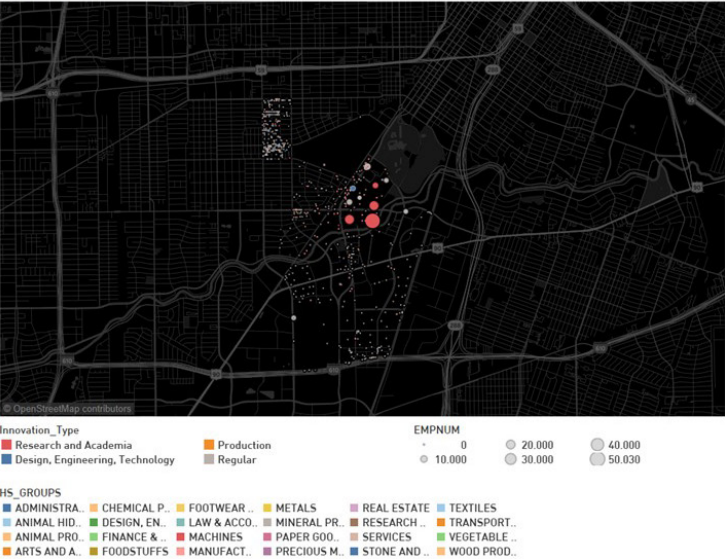 © OpenStreetMap contributors
Innovation_Type
Research and Academia
Production
Design, Engineering, Technology
Regular
EMPNUM
0
20.000
40.000
10.000
30.000
50.030
HS_GROUPS
ADMINISTRA..
CHEMICAL P..
FOOTWEAR ..
METALS
REAL ESTATE
TEXTILES
ANIMAL HID..
DESIGN, EN..
LAW & ACCO..
MINERAL PR..
RESEARCH ..
TRANSPORT..
ANIMAL PRO..
FINANCE & ..
MACHINES
PAPER GOO..
SERVICES
VEGETABLE ..
ARTS AND A..
FOODSTUFFS
MANUFACT..
PRECIOUS M..
STONE AND ..
WOOD PROD..